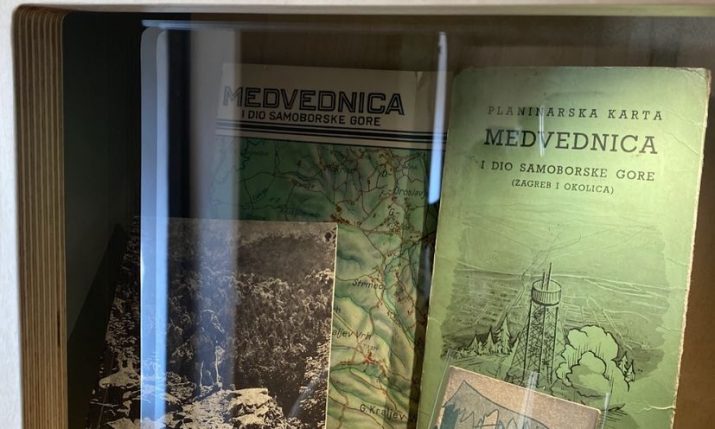 MEDVEDNICA
I DIO SAMOBORSKE GORE
PLANINARSKA KARTA
MEDVEDNICA
I DIO SAMOBORSKE GORE
(ZAGREB I OKOLICA)